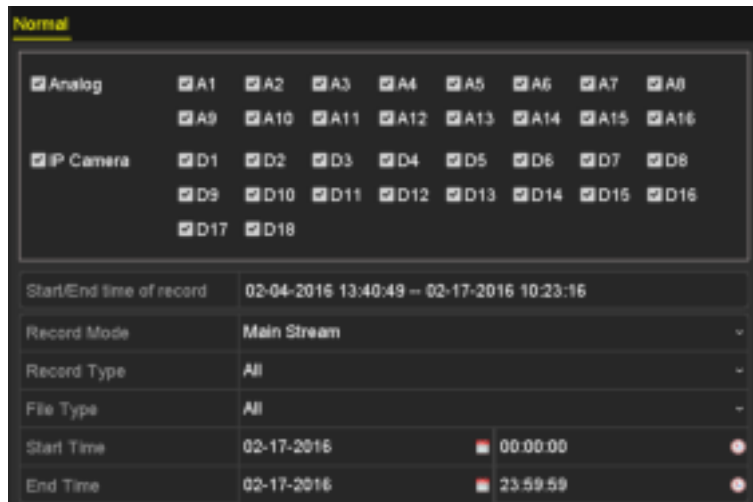 Normal
Analog A1 A2 A3 A4 A5 A6 A7 A8
A9 A10 A11 A12 A13 A14 A15 A16
IP Camera D1 D2 D3 D4 D5 D6 D7 D8
D9 D10 D11 D12 D13 D14 D15 D16
D17 D18
Start/End time of record 02-04-2016 13:40:49 -- 02-17-2016 10:23:16
Record Mode Main Stream
Record Type All
File Type All
Start Time 02-17-2016 00:00:00
End Time 02-17-2016 23:59:59